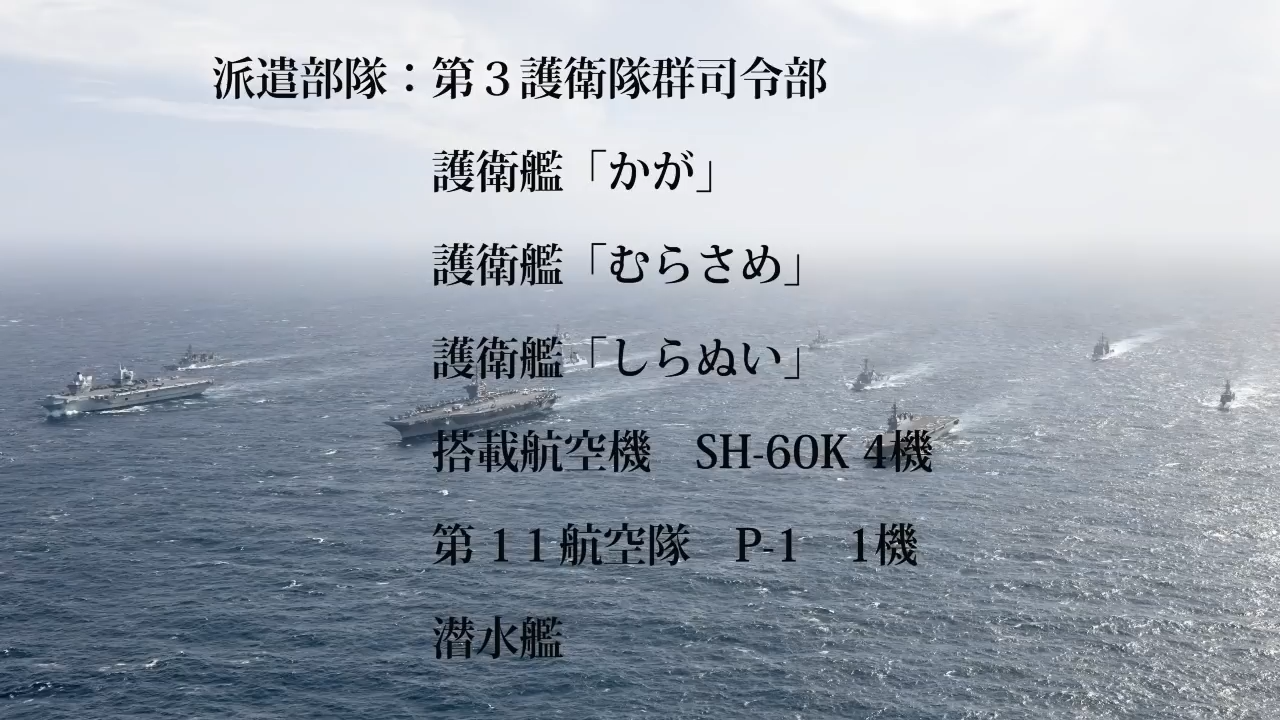 派遣部隊：第３護衛隊群司令部
護衛艦「かが」
護衛艦「むらさめ」
護衛艦「しらぬい」
搭載航空機　SH-60K 4機
第１１航空隊　P-1　1機
潜水艦